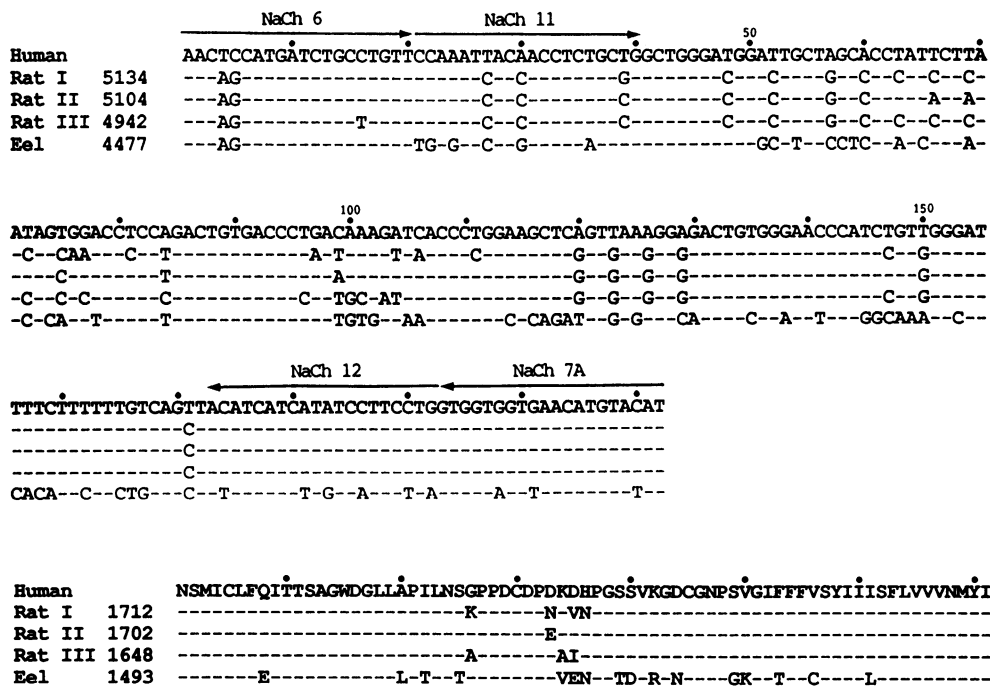 NaCh 6 NaCh 11
Human 50
AACTCCATGATCTGCCTGTTCCAAATTACAACCTCTGCTGGCTGGGATGGATTGCTAGCACCTATTCTTA
Rat I 5134 ---AG---------------------C--C--------G--------C---C----G--C--C--C--C-
Rat II 5104 ---AG---------------------C--C-----------------C---C----G--C-----A--A-
Rat III 4942 ---AG----------T----------C--C--------C--------C---C----G--C--C--C--C-
Eel 4477 ---AG---------------TG-G--C--G-----A--------------GC-T--CCTC--A-C---A-
100 150
ATAGTGGACCTCCAGACTGTGACCCTGACAAAGATCACCCTGGAAGCTCAGTTAAAGGAGACTGTGGGAACCCATCTGTTGGGAT
-C--CAA---C--T------------A-T----T-A----C--------G--G--G--G-----------------C--G-----
----C--------T--------------A--------------------G--G--G--G--------------------G-----
-C--C-C------C-----------C--TGC-AT---------------G--G--G--G-----------------C--G-----
-C-CA--T-----T--------------TGTG--AA-------C-CAGAT--G-G---CA----C--A--T---GGCAAA--C--
NaCh 12 NaCh 7A
TTTCTTTTTTGTCAGTTACATCATCATATCCTTCCTGGTGGTGGTGAACATGTACAT
---------------C-----------------------------------------
---------------C-----------------------------------------
---------------C-----------------------------------------
CACA--C--CTG---C--T------T-G--A---T-A-----A--T--------T--
Human NSMICLFQITTSAGWDGLLAPILNSGPPDCDPDKDHPGSSVKGDCGNPSVGIFFFVSYIIISFLVVVNMYI
Rat I 1712 -------------------------K------N-VN-----------------------------------
Rat II 1702 --------------------------------E--------------------------------------
Rat III 1648 -------------------------A-------AI------------------------------------
Eel 1493 -------E-----------L-T--T--------VEN--TD-R-N----GK--T--C----L----------